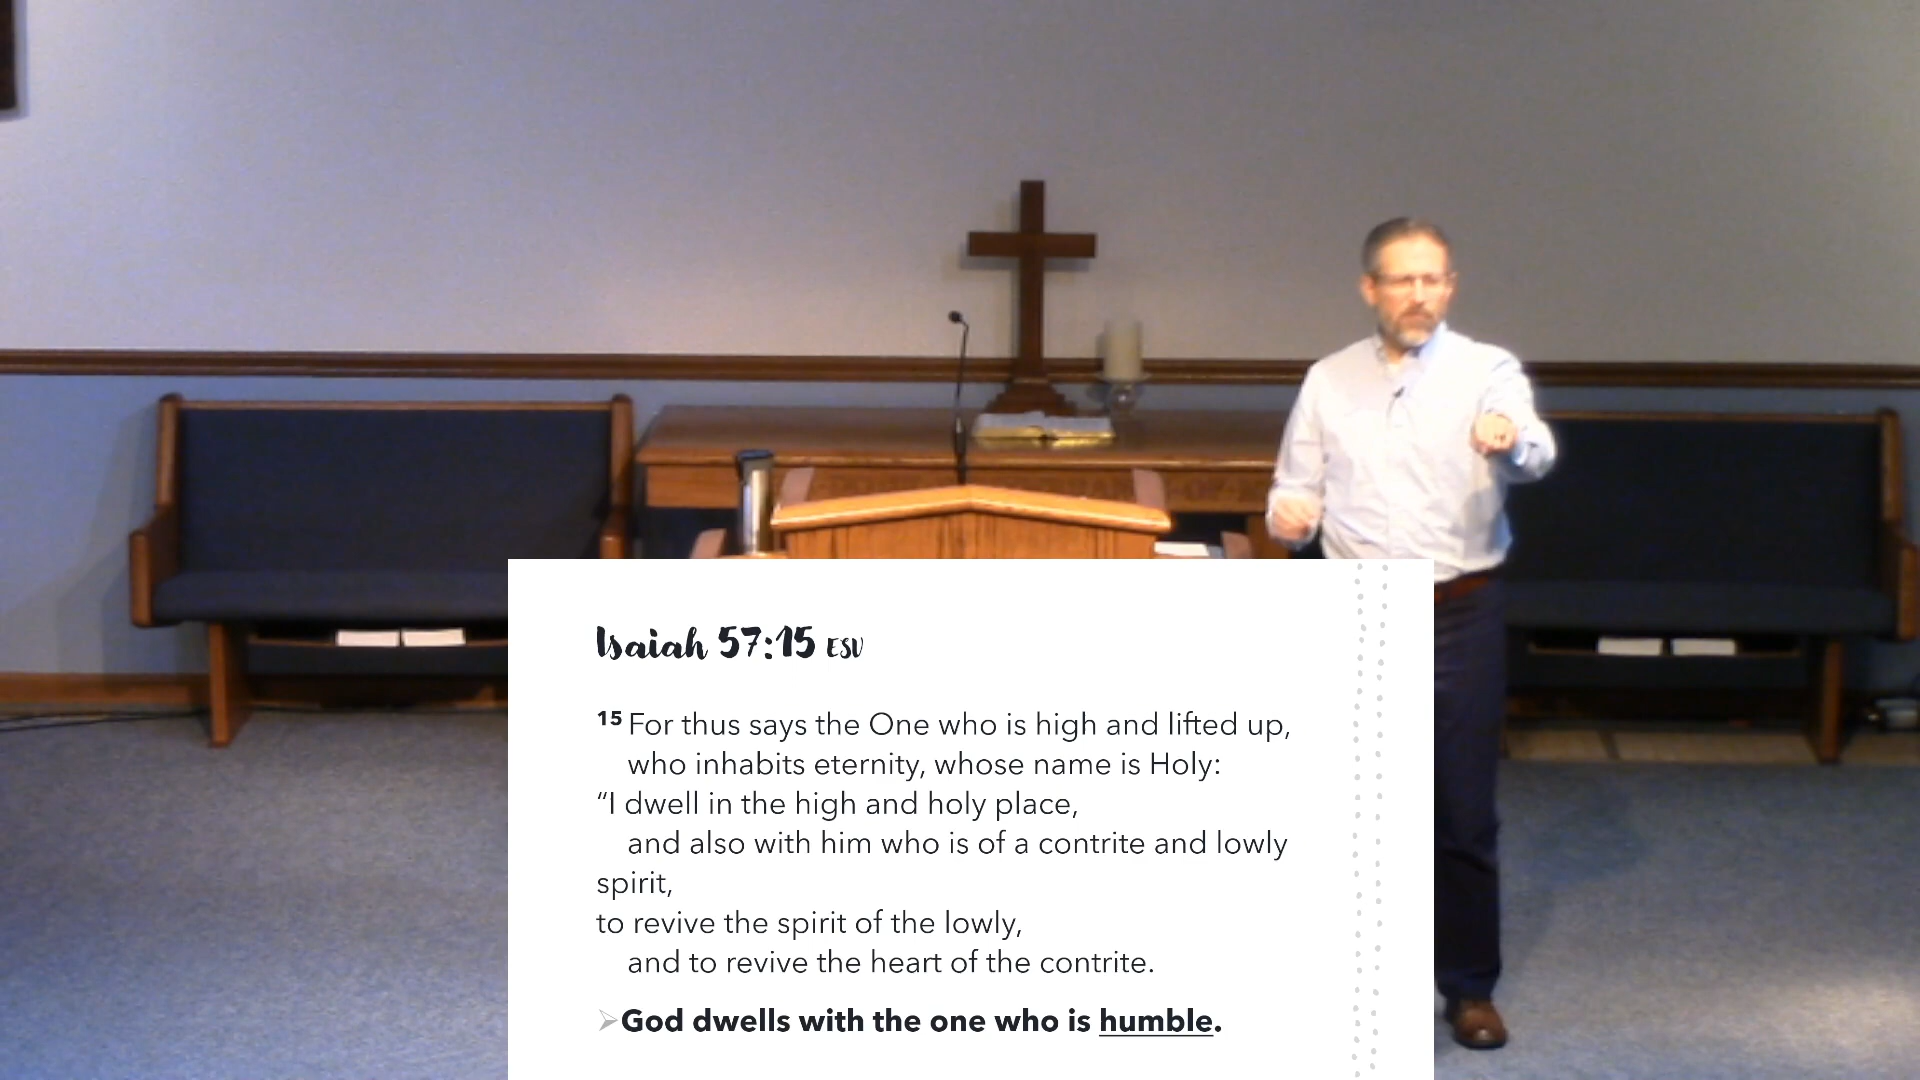 Isaiah 57:15 ESV
15 For thus says the One who is high and lifted up,
who inhabits eternity, whose name is Holy:
“I dwell in the high and holy place,
and also with him who is of a contrite and lowly
spirit,
to revive the spirit of the lowly,
and to revive the heart of the contrite.
➢God dwells with the one who is humble.